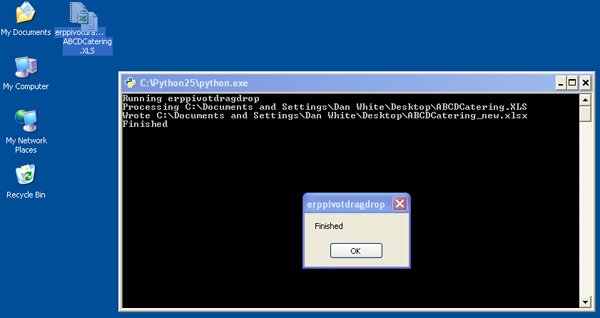 My Documents
erppivotdra...
ABCDCatering
.XLS
My Computer
My Network
Places
Recycle Bin
C:\Python25\python.exe
Running erppivotdragdrop
Processing C:\Documents and Settings\Dan White\Desktop\ABCDCatering.XLS
Wrote C:\Documents and Settings\Dan White\Desktop\ABCDCatering_new.xlsx
Finished
erppivotdragdrop
Finished
OK